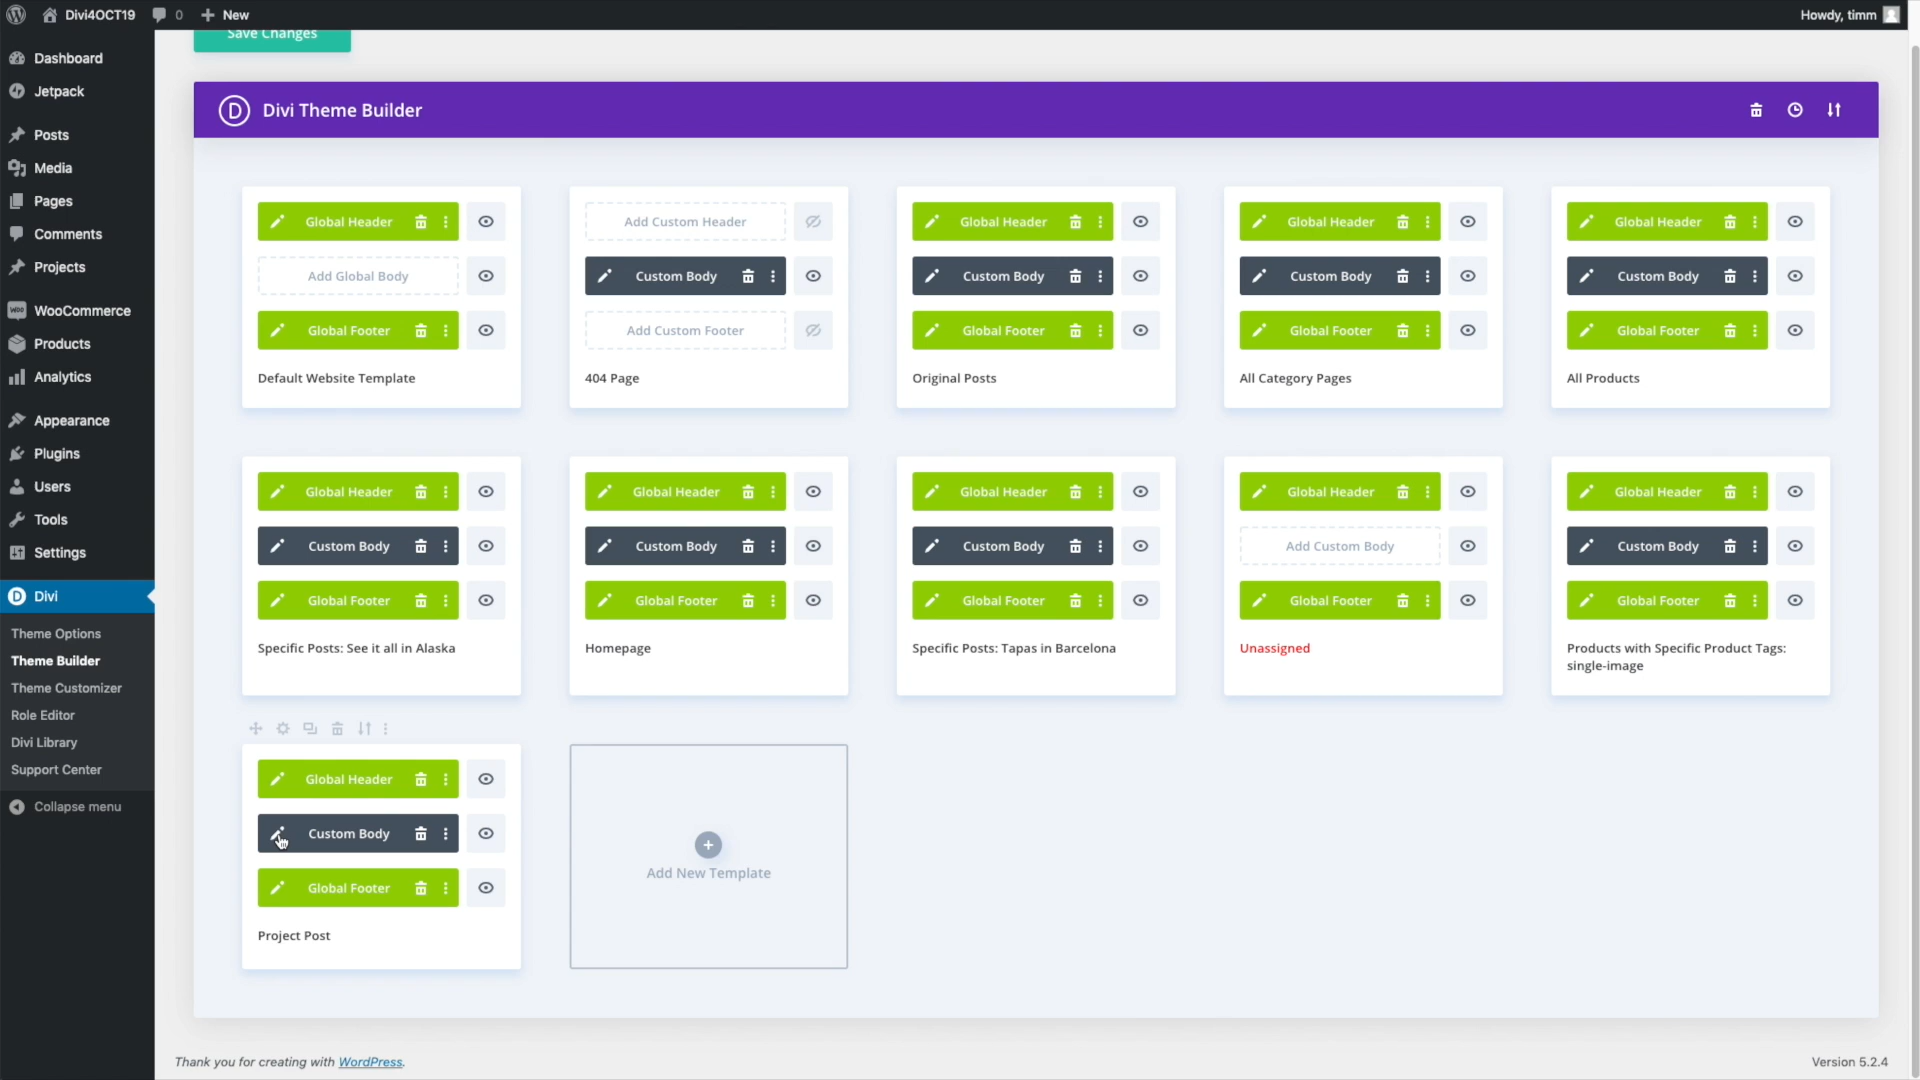 Divi4OCT19
0
New
Howdy, timm
Save Changes
Dashboard
Jetpack
Posts
Media
Pages
Comments
Projects
WooCommerce
Products
Analytics
Appearance
Plugins
Users
Tools
Settings
Divi
Theme Options
Theme Builder
Theme Customizer
Role Editor
Divi Library
Support Center
Collapse menu
D Divi Theme Builder
Global Header
Add Global Body
Global Footer
Default Website Template
Add Custom Header
Custom Body
Add Custom Footer
404 Page
Global Header
Custom Body
Global Footer
Original Posts
Global Header
Custom Body
Global Footer
All Category Pages
Global Header
Custom Body
Global Footer
All Products
Global Header
Custom Body
Global Footer
Specific Posts: See it all in Alaska
Global Header
Custom Body
Global Footer
Homepage
Global Header
Custom Body
Global Footer
Specific Posts: Tapas in Barcelona
Global Header
Add Custom Body
Global Footer
Unassigned
Global Header
Custom Body
Global Footer
Products with Specific Product Tags:
single-image
Global Header
Custom Body
Global Footer
Project Post
Add New Template
Thank you for creating with WordPress.
Version 5.2.4